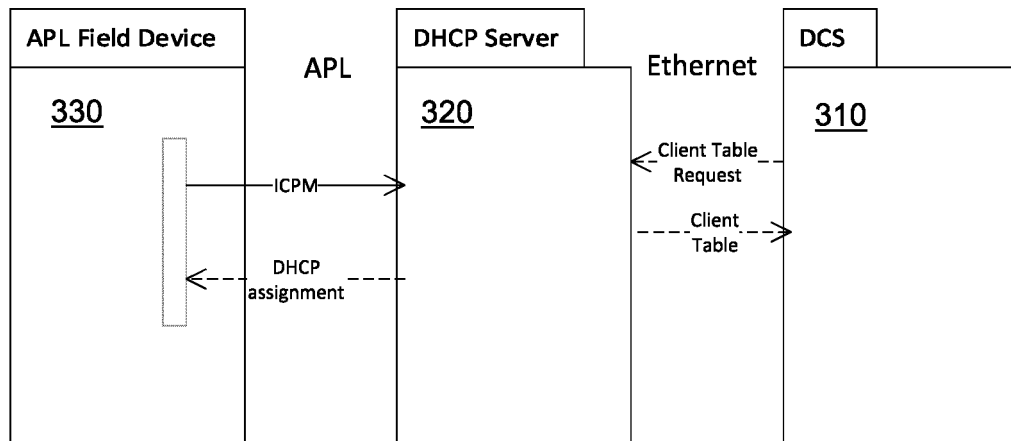 APL Field Device
DHCP Server
DCS
APL
Ethernet
330
320
310
Client Table
Request
ICPM
Client
Table
DHCP
assignment